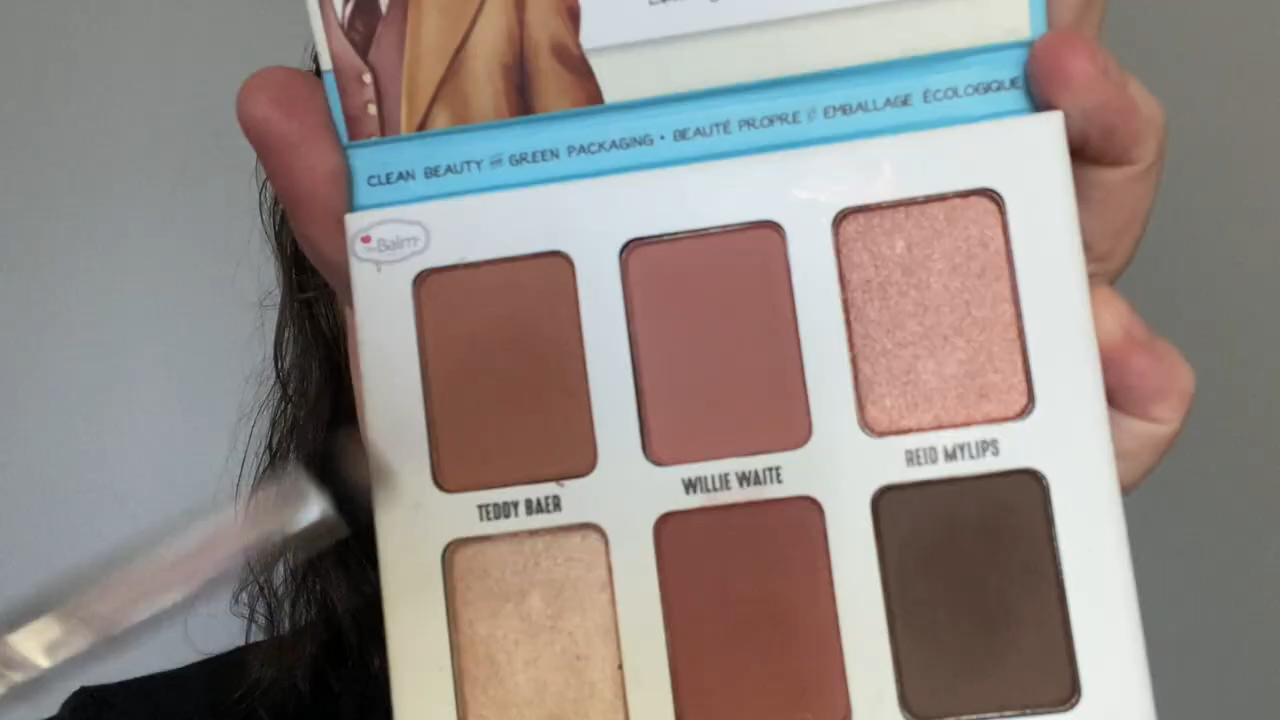 CLEAN BEAUTY GREEN PACKAGING • BEAUTÉ PROPRE EMBALLAGE ÉCOLOGIQUE
theBalm
TEDDY BAER
WILLIE WAITE
REID MYLIPS